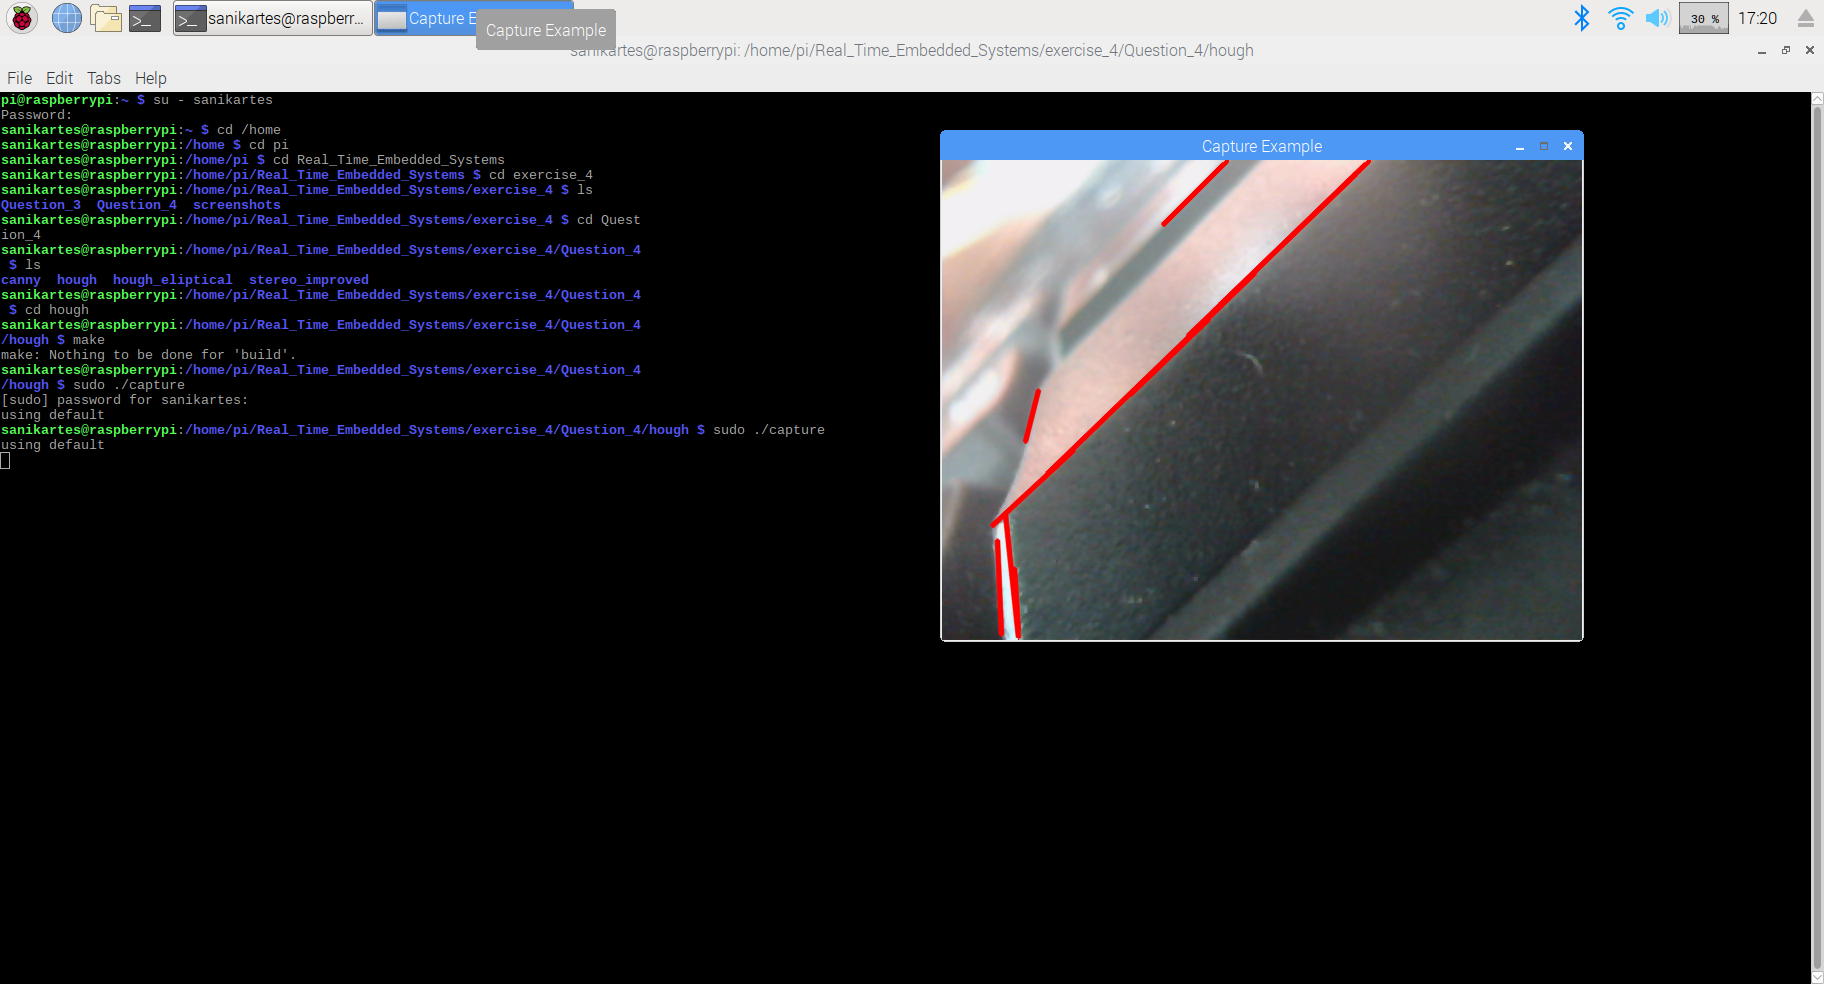 sanikartes@raspberr...
Capture E
Capture Example
30 %
17:20
sanikartes@raspberrypi: /home/pi/Real_Time_Embedded_Systems/exercise_4/Question_4/hough
File Edit Tabs Help
pi@raspberrypi:~ $ su - sanikartes
Password:
sanikartes@raspberrypi:~ $ cd /home
sanikartes@raspberrypi:/home $ cd pi
sanikartes@raspberrypi:/home/pi $ cd Real_Time_Embedded_Systems
sanikartes@raspberrypi:/home/pi/Real_Time_Embedded_Systems $ cd exercise_4
sanikartes@raspberrypi:/home/pi/Real_Time_Embedded_Systems/exercise_4 $ ls
Question_3  Question_4  screenshots
sanikartes@raspberrypi:/home/pi/Real_Time_Embedded_Systems/exercise_4 $ cd Quest
ion_4
sanikartes@raspberrypi:/home/pi/Real_Time_Embedded_Systems/exercise_4/Question_4
 $ ls
canny  hough  hough_eliptical  stereo_improved
sanikartes@raspberrypi:/home/pi/Real_Time_Embedded_Systems/exercise_4/Question_4
 $ cd hough
sanikartes@raspberrypi:/home/pi/Real_Time_Embedded_Systems/exercise_4/Question_4
/hough $ make
make: Nothing to be done for 'build'.
sanikartes@raspberrypi:/home/pi/Real_Time_Embedded_Systems/exercise_4/Question_4
/hough $ sudo ./capture
[sudo] password for sanikartes:
using default
sanikartes@raspberrypi:/home/pi/Real_Time_Embedded_Systems/exercise_4/Question_4/hough $ sudo ./capture
using default
Capture Example